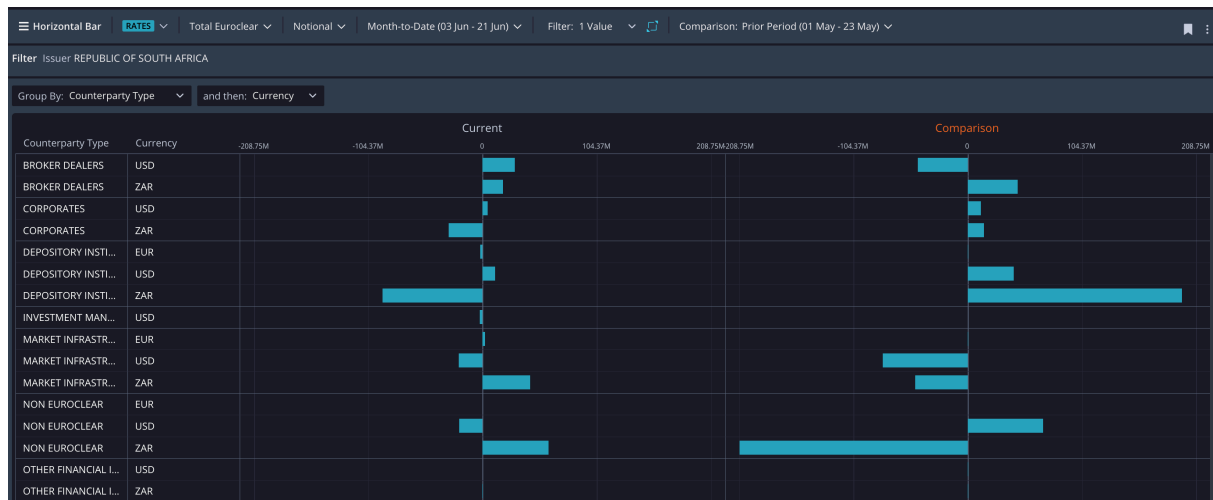 Horizontal Bar RATES Total Euroclear Notional Month-to-Date (03 Jun - 21 Jun) Filter: 1 Value Comparison: Prior Period (01 May - 23 May)
Filter Issuer REPUBLIC OF SOUTH AFRICA
Group By: Counterparty Type and then: Currency
Current Comparison
Counterparty Type Currency -208.75M -104.37M 0 104.37M 208.75M -208.75M -104.37M 0 104.37M 208.75M
BROKER DEALERS USD
BROKER DEALERS ZAR
CORPORATES USD
CORPORATES ZAR
DEPOSITORY INSTI... EUR
DEPOSITORY INSTI... USD
DEPOSITORY INSTI... ZAR
INVESTMENT MAN... USD
MARKET INFRASTR... EUR
MARKET INFRASTR... USD
MARKET INFRASTR... ZAR
NON EUROCLEAR EUR
NON EUROCLEAR USD
NON EUROCLEAR ZAR
OTHER FINANCIAL I... USD
OTHER FINANCIAL I... ZAR